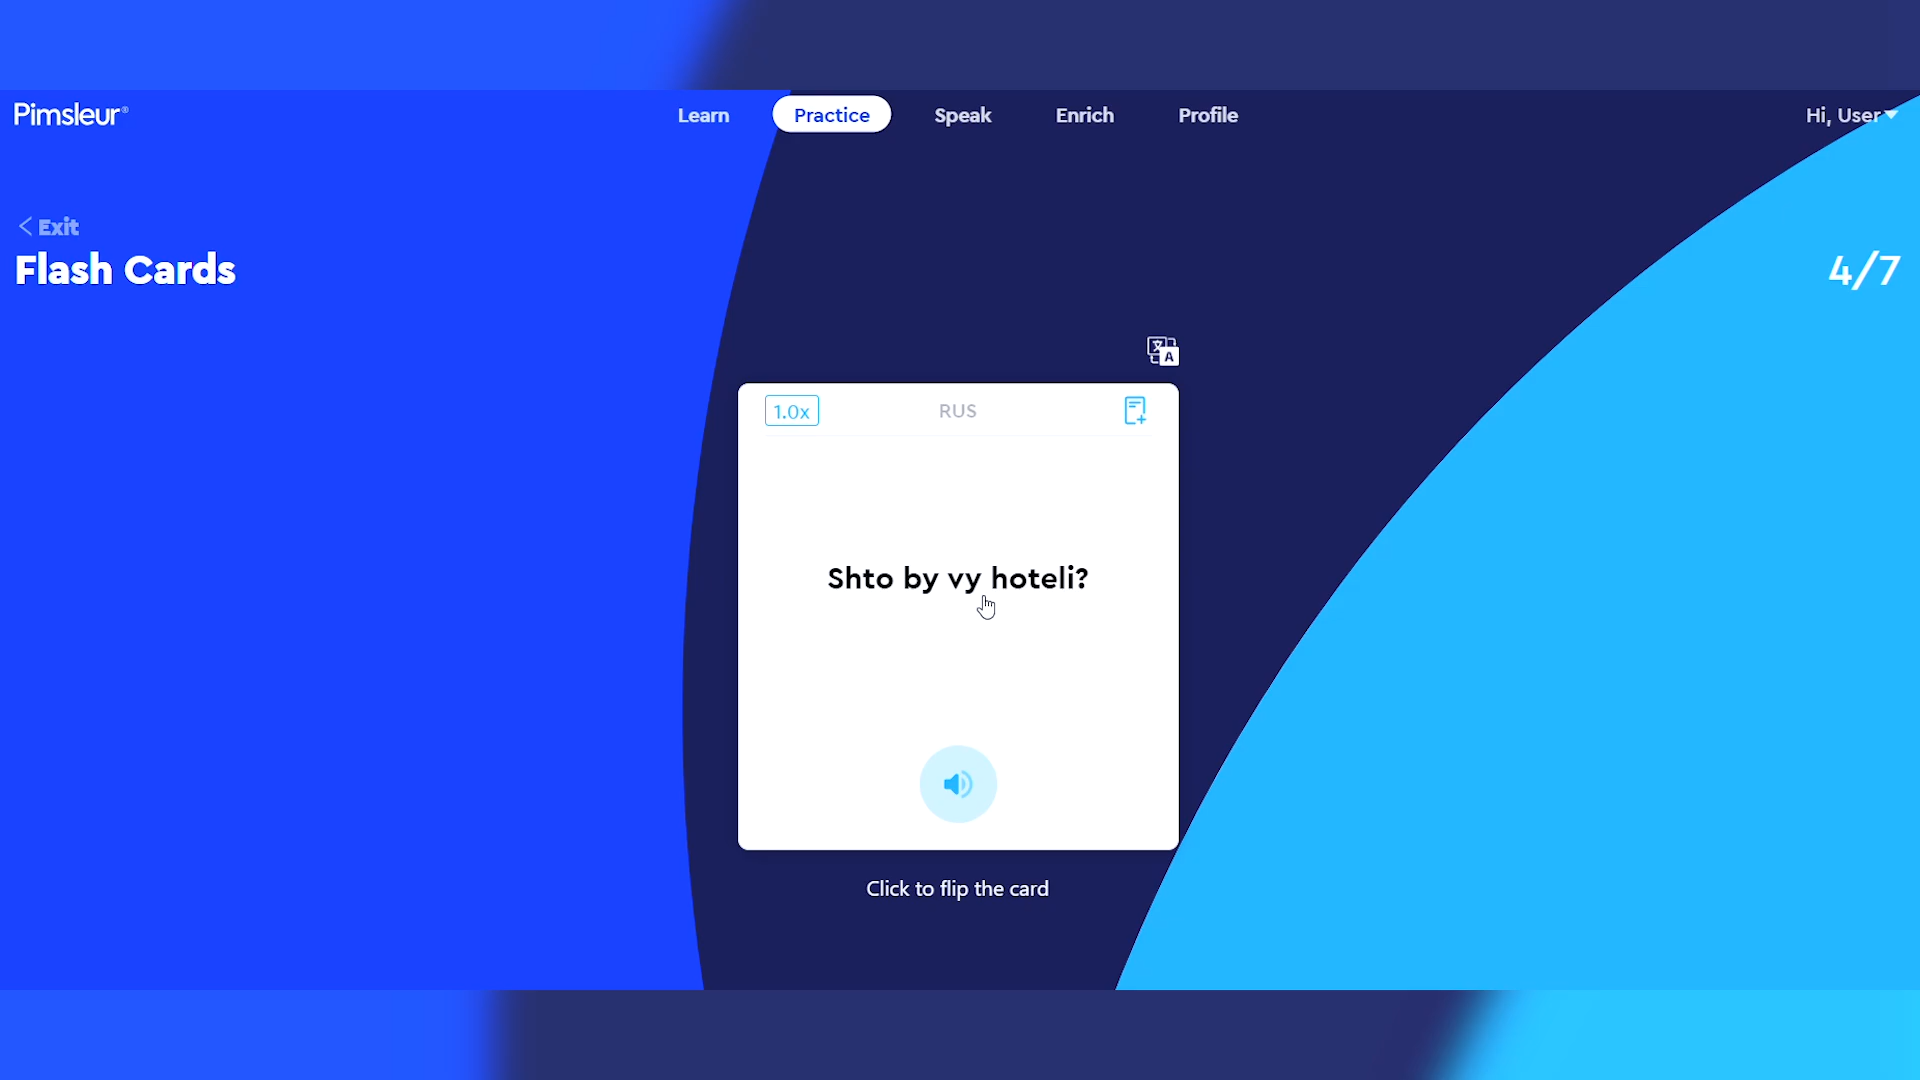 Pimsleur®
Learn
Practice
Speak
Enrich
Profile
Hi, User
Exit
Flash Cards
4/7
文
A
1.0x
RUS
Shto by vy hoteli?
Click to flip the card